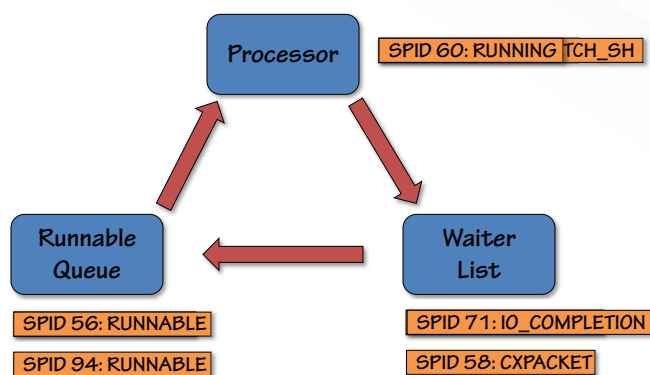 Processor
SPID 60: RUNNING TCH_SH
Runnable
Queue
Waiter
List
SPID 56: RUNNABLE
SPID 71: IO_COMPLETION
SPID 94: RUNNABLE
SPID 58: CXPACKET